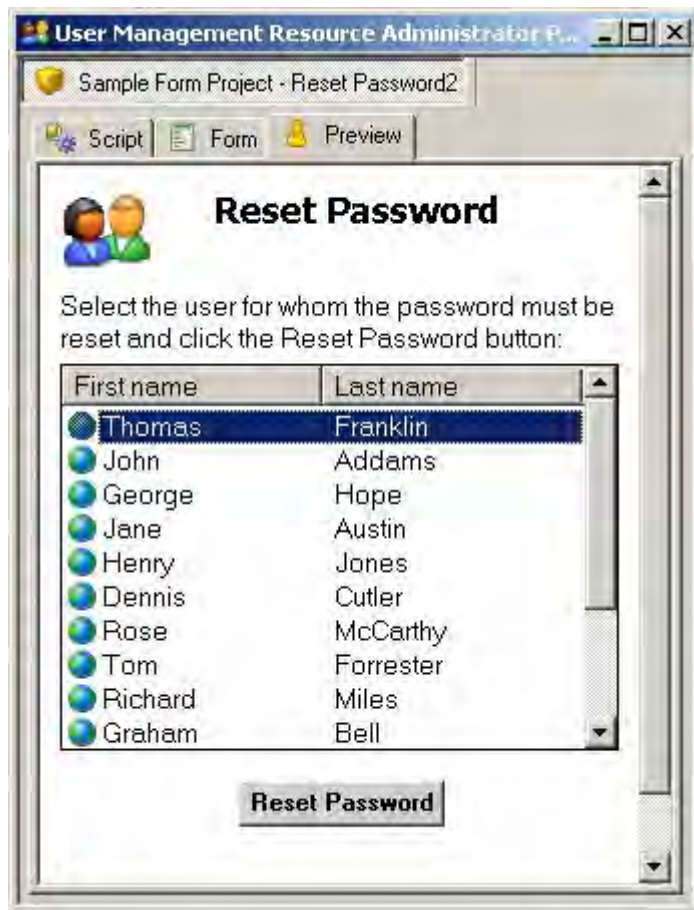 User Management Resource Administrator P...
Sample Form Project - Reset Password2
Script Form Preview
Reset Password
Select the user for whom the password must be
reset and click the Reset Password button:
First name Last name
Thomas Franklin
John Addams
George Hope
Jane Austin
Henry Jones
Dennis Cutler
Rose McCarthy
Tom Forrester
Richard Miles
Graham Bell
Reset Password